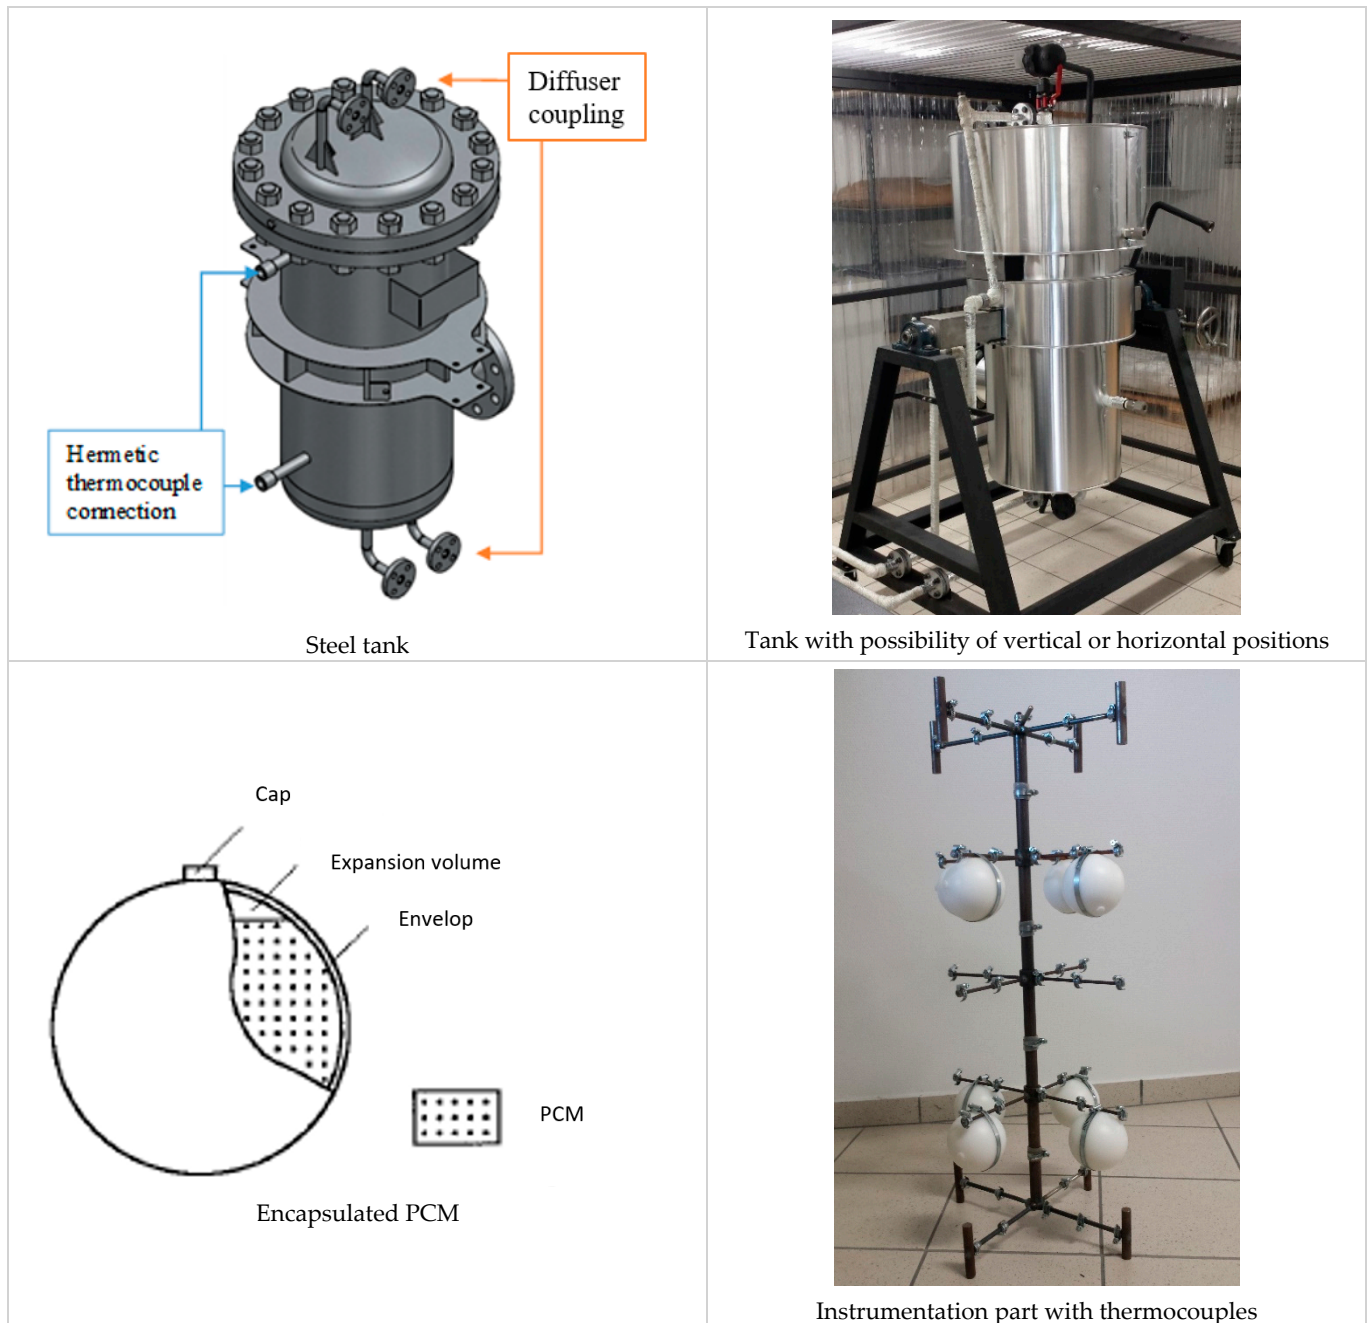 Diffuser
coupling
Hermetic
thermocouple
connection
Steel tank
Tank with possibility of vertical or horizontal positions
Cap
Expansion volume
Envelop
PCM
Encapsulated PCM
Instrumentation part with thermocouples